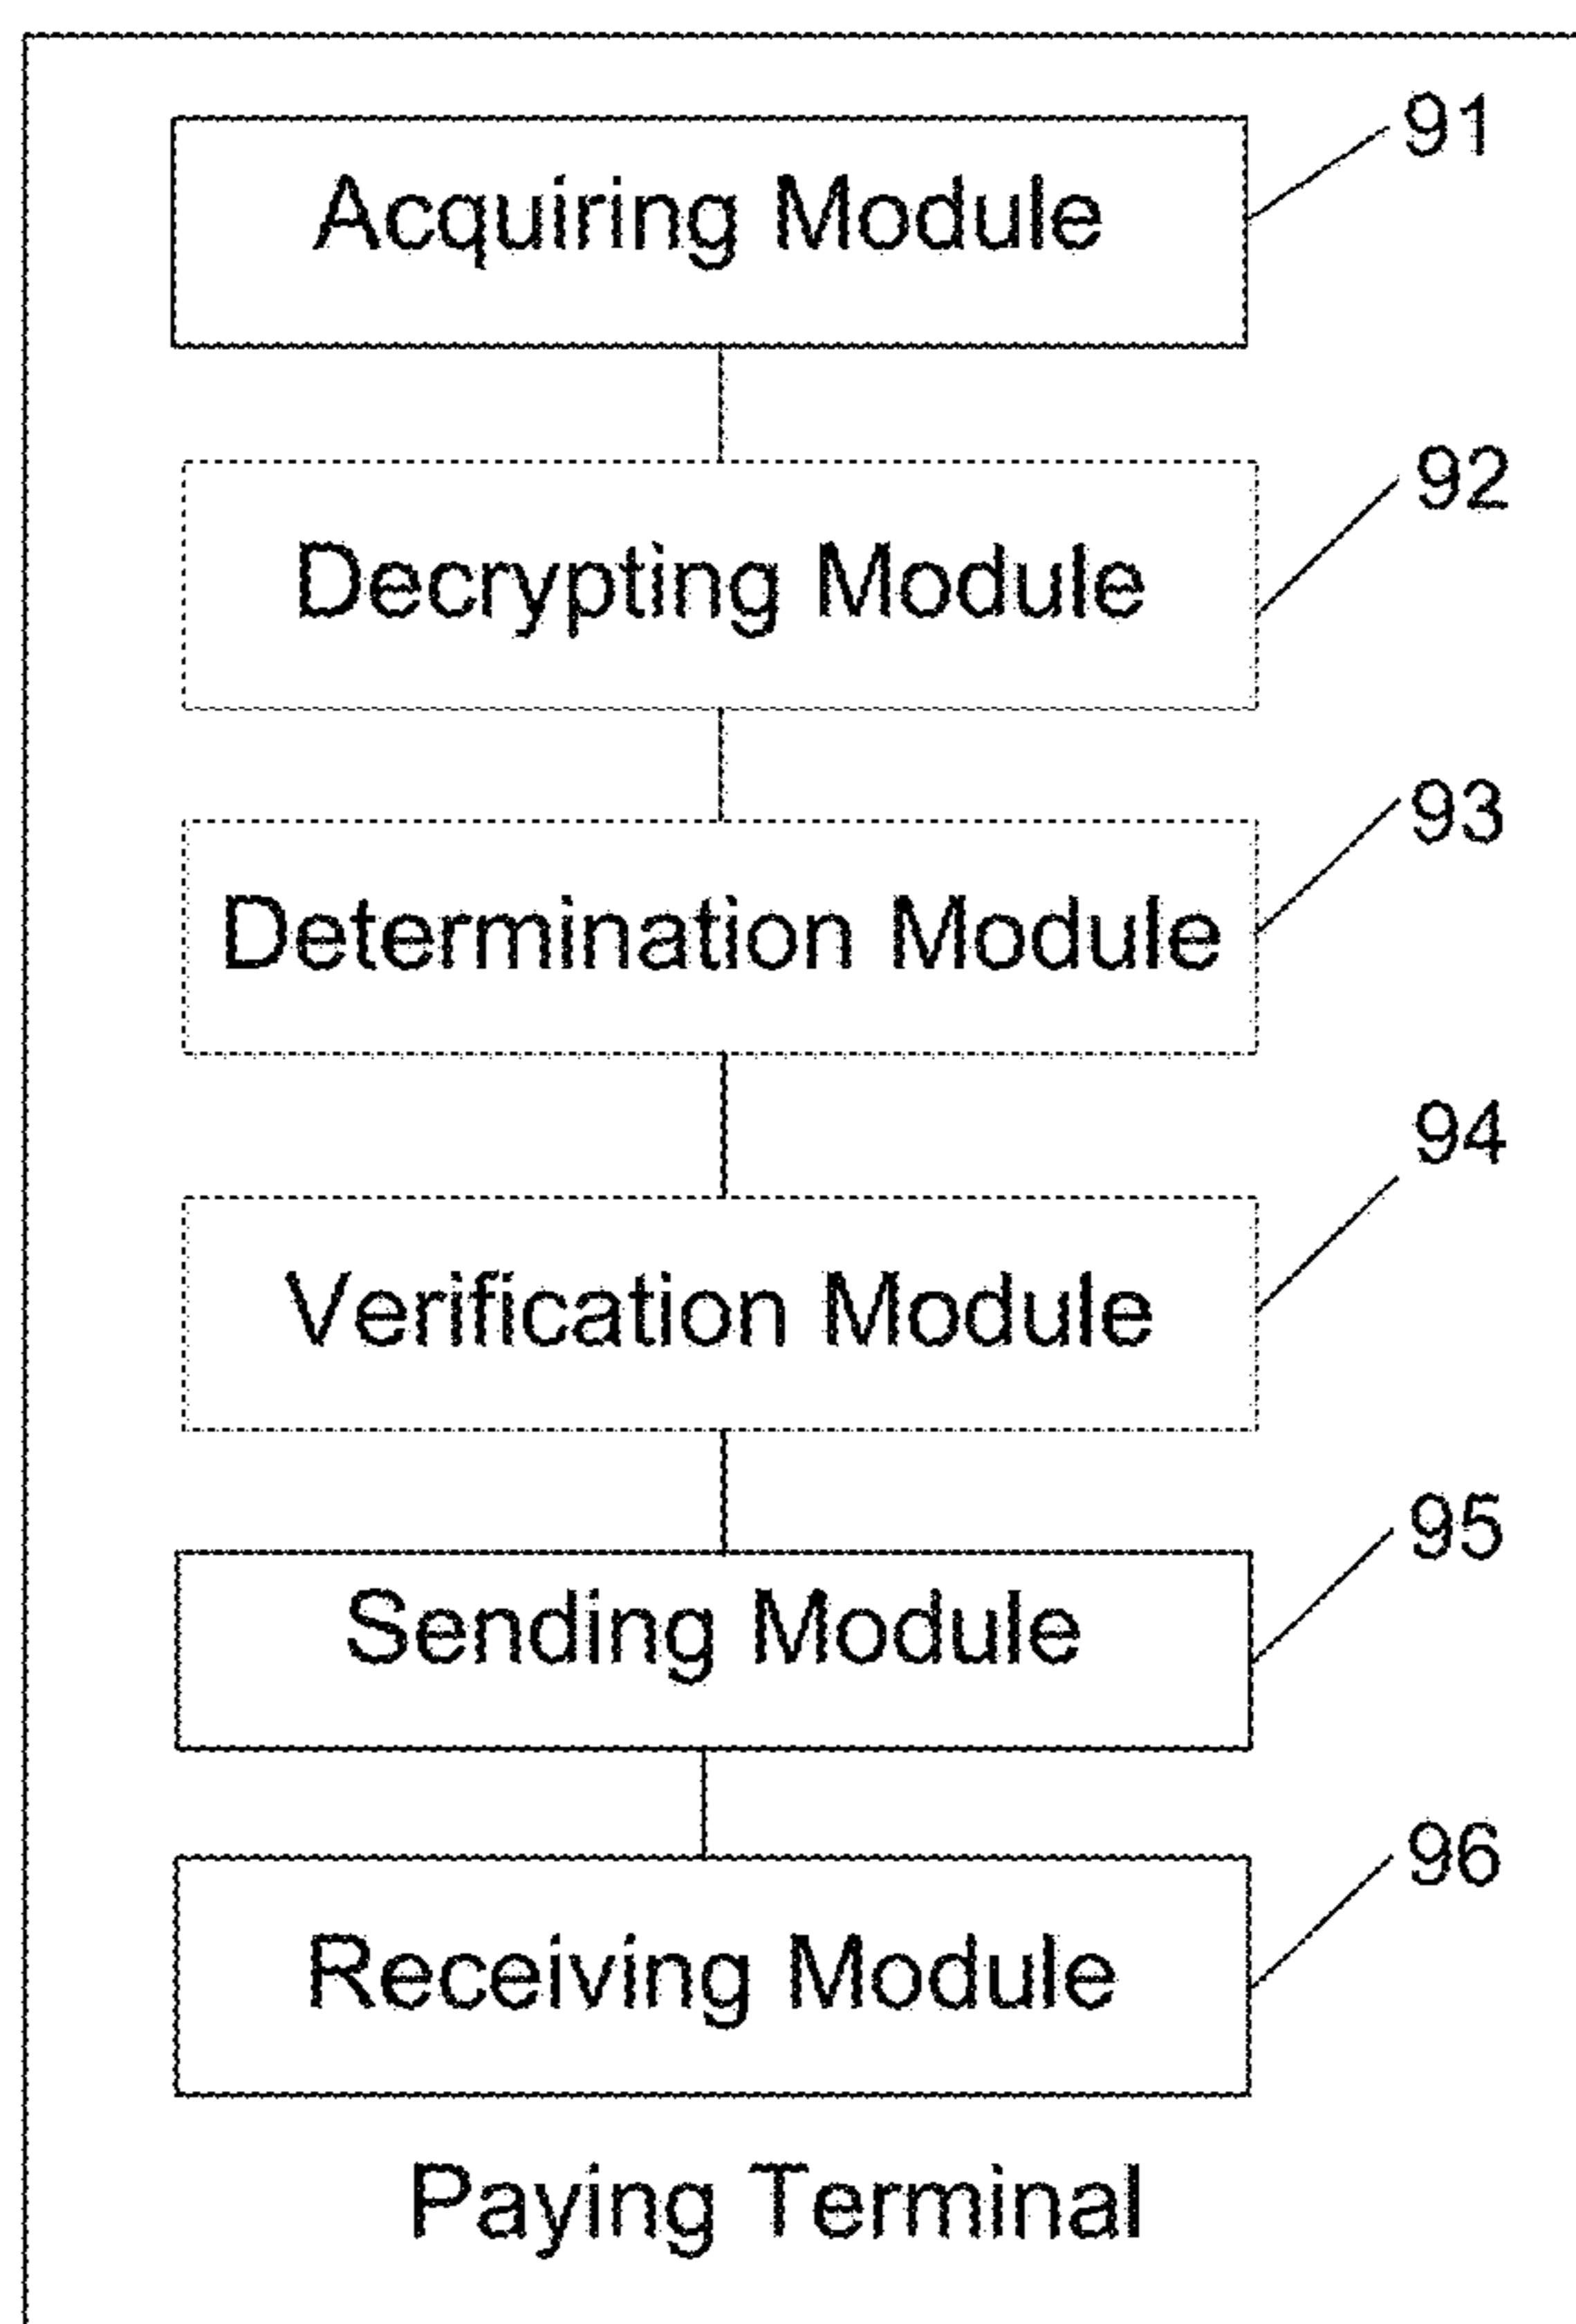 91
Acquiring Module
92
Decrypting Module
93
Determination Module
94
Verification Module
95
Sending Module
96
Receiving Module
Paying Terminal